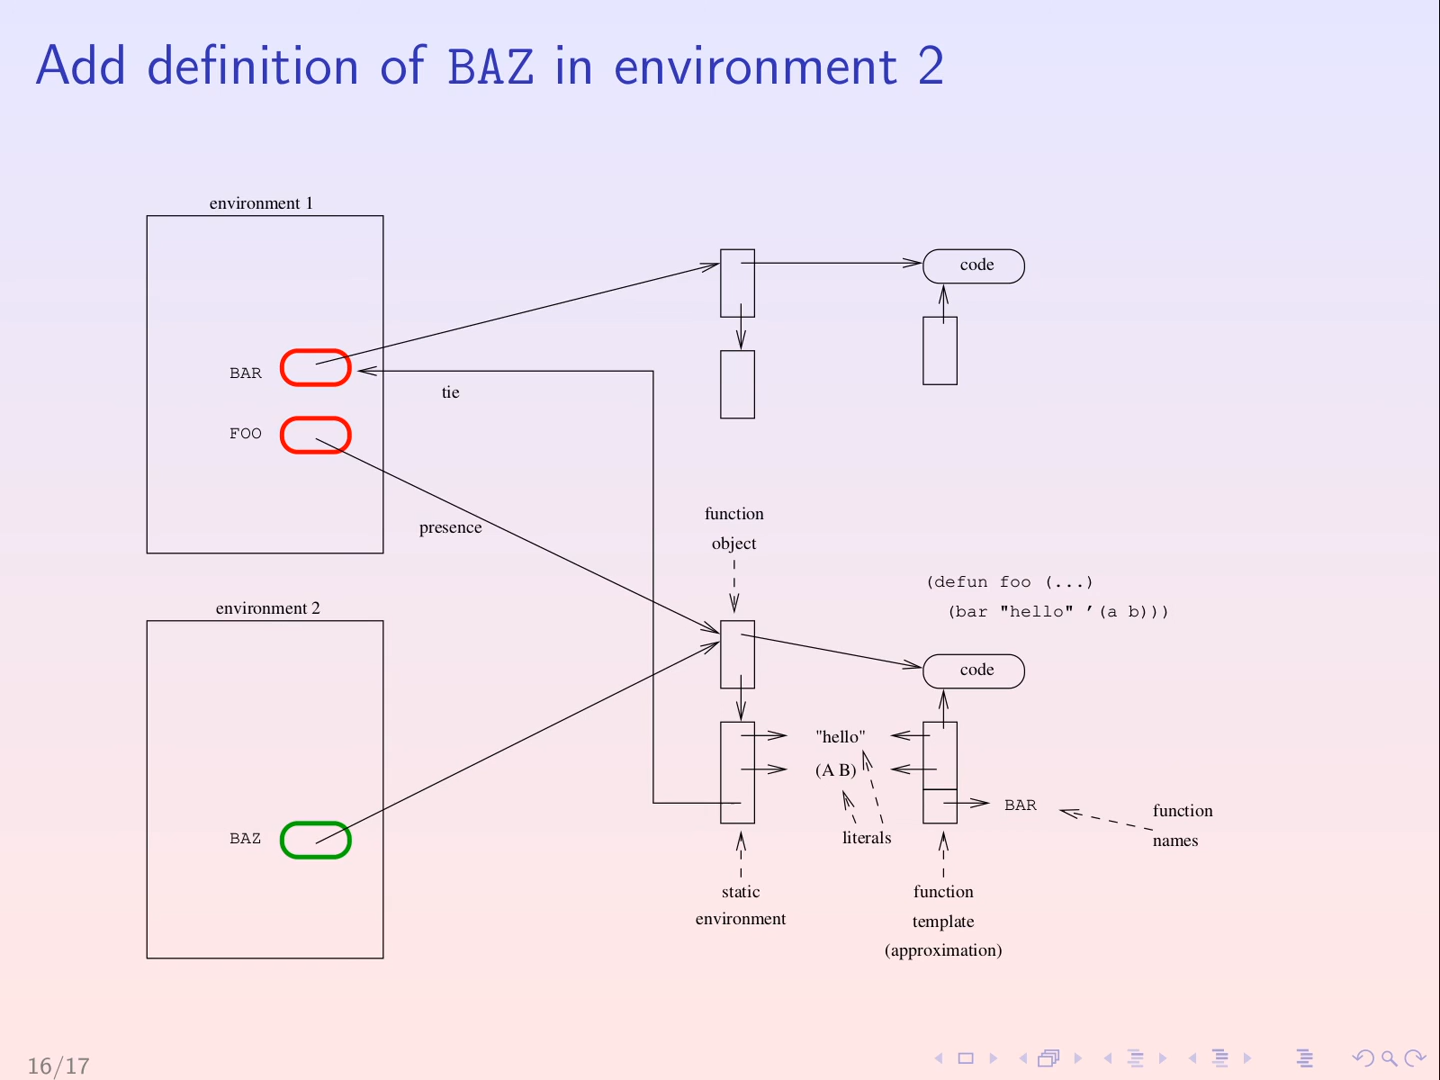 Add definition of BAZ in environment 2
environment 1
code
BAR
tie
FOO
function
object
presence
(defun foo (...)
(bar "hello" ’(a b)))
environment 2
code
"hello"
(A B)
BAR
function
names
BAZ
literals
static
environment
function
template
(approximation)
16/17